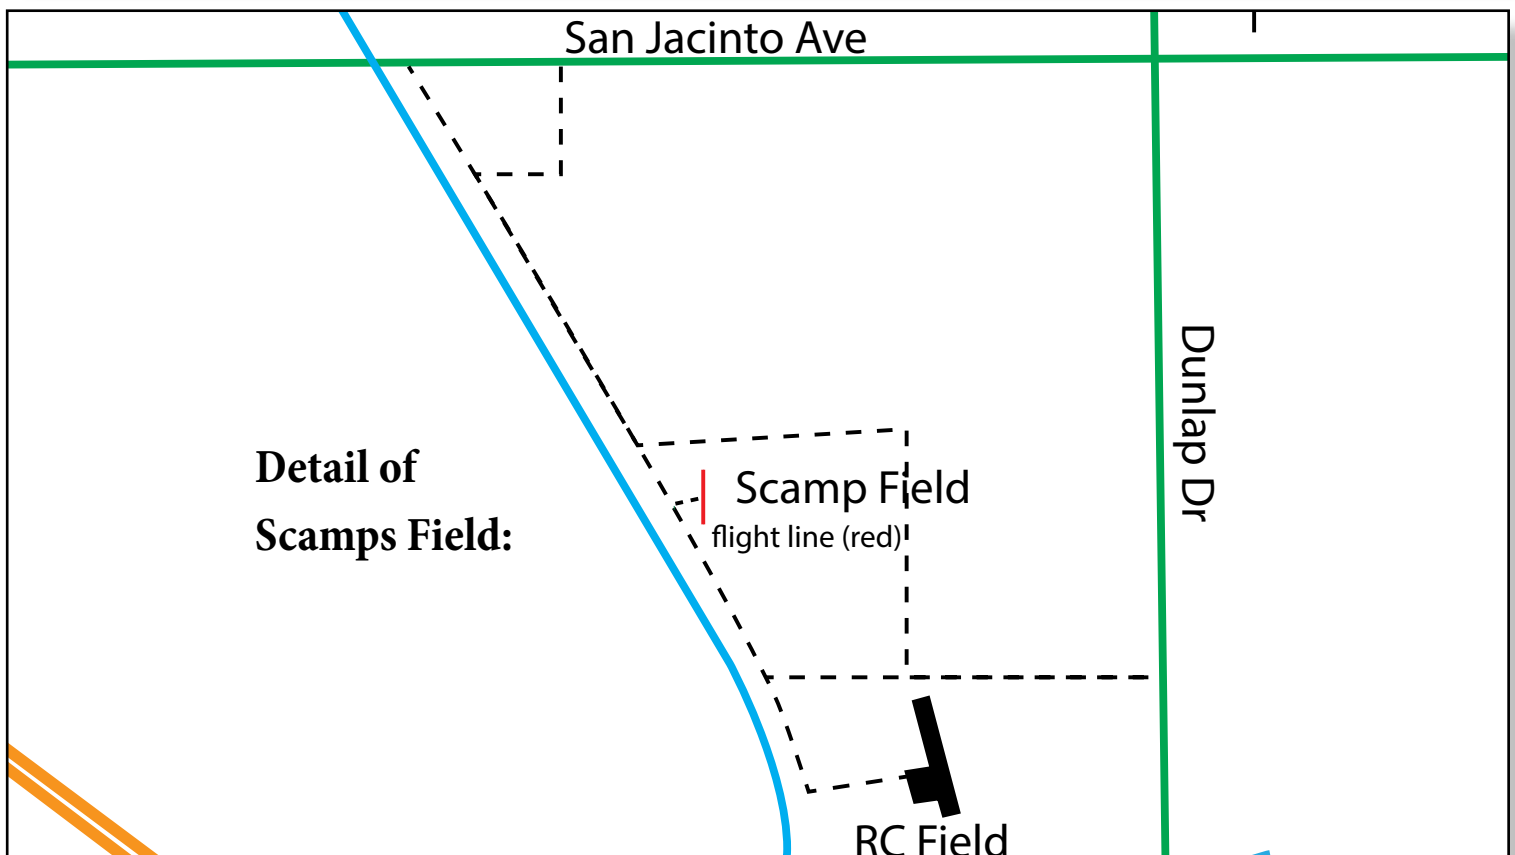 San Jacinto Ave
Dunlap Dr
Detail of
Scamps Field:
Scamp Field
flight line (red)
RC Field